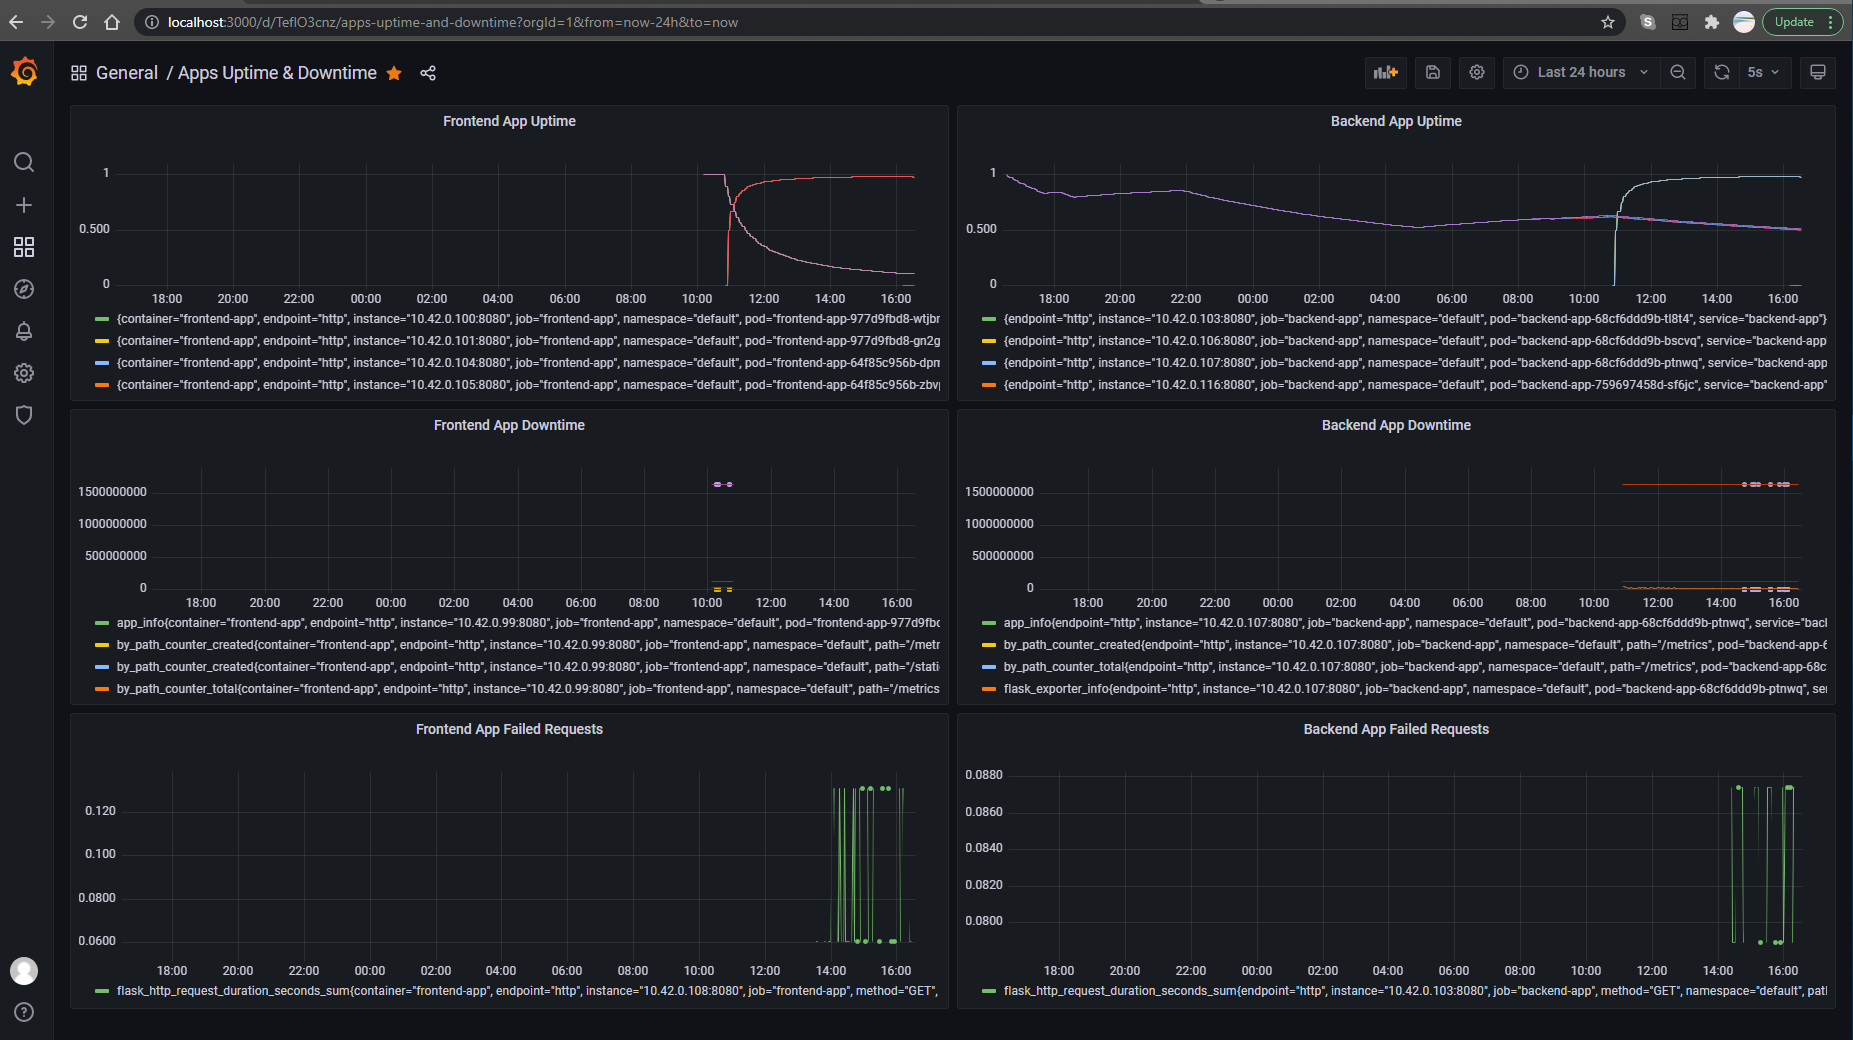 localhost:3000/d/TeflO3cnz/apps-uptime-and-downtime?orgId=1&from=now-24h&to=now
Update
General / Apps Uptime & Downtime
Last 24 hours
5s
Frontend App Uptime
1
0.500
0
18:00 20:00 22:00 00:00 02:00 04:00 06:00 08:00 10:00 12:00 14:00 16:00
{container="frontend-app", endpoint="http", instance="10.42.0.100:8080", job="frontend-app", namespace="default", pod="frontend-app-977d9fbd8-wtjbr
{container="frontend-app", endpoint="http", instance="10.42.0.101:8080", job="frontend-app", namespace="default", pod="frontend-app-977d9fbd8-gn2g
{container="frontend-app", endpoint="http", instance="10.42.0.104:8080", job="frontend-app", namespace="default", pod="frontend-app-64f85c956b-dpm
{container="frontend-app", endpoint="http", instance="10.42.0.105:8080", job="frontend-app", namespace="default", pod="frontend-app-64f85c956b-zbv
Backend App Uptime
1
0.500
0
18:00 20:00 22:00 00:00 02:00 04:00 06:00 08:00 10:00 12:00 14:00 16:00
{endpoint="http", instance="10.42.0.103:8080", job="backend-app", namespace="default", pod="backend-app-68cf6ddd9b-tl8t4", service="backend-app"}
{endpoint="http", instance="10.42.0.106:8080", job="backend-app", namespace="default", pod="backend-app-68cf6ddd9b-bscvq", service="backend-app"
{endpoint="http", instance="10.42.0.107:8080", job="backend-app", namespace="default", pod="backend-app-68cf6ddd9b-ptnwq", service="backend-app
{endpoint="http", instance="10.42.0.116:8080", job="backend-app", namespace="default", pod="backend-app-759697458d-sf6jc", service="backend-app"
Frontend App Downtime
1500000000
1000000000
500000000
0
18:00 20:00 22:00 00:00 02:00 04:00 06:00 08:00 10:00 12:00 14:00 16:00
app_info{container="frontend-app", endpoint="http", instance="10.42.0.99:8080", job="frontend-app", namespace="default", pod="frontend-app-977d9fbd
by_path_counter_created{container="frontend-app", endpoint="http", instance="10.42.0.99:8080", job="frontend-app", namespace="default", path="/metr
by_path_counter_created{container="frontend-app", endpoint="http", instance="10.42.0.99:8080", job="frontend-app", namespace="default", path="/stati
by_path_counter_total{container="frontend-app", endpoint="http", instance="10.42.0.99:8080", job="frontend-app", namespace="default", path="/metrics
Backend App Downtime
1500000000
1000000000
500000000
0
18:00 20:00 22:00 00:00 02:00 04:00 06:00 08:00 10:00 12:00 14:00 16:00
app_info{endpoint="http", instance="10.42.0.107:8080", job="backend-app", namespace="default", pod="backend-app-68cf6ddd9b-ptnwq", service="bacl
by_path_counter_created{endpoint="http", instance="10.42.0.107:8080", job="backend-app", namespace="default", path="/metrics", pod="backend-app-6
by_path_counter_total{endpoint="http", instance="10.42.0.107:8080", job="backend-app", namespace="default", path="/metrics", pod="backend-app-68c
flask_exporter_info{endpoint="http", instance="10.42.0.107:8080", job="backend-app", namespace="default", pod="backend-app-68cf6ddd9b-ptnwq", se
Frontend App Failed Requests
0.120
0.100
0.0800
0.0600
18:00 20:00 22:00 00:00 02:00 04:00 06:00 08:00 10:00 12:00 14:00 16:00
flask_http_request_duration_seconds_sum{container="frontend-app", endpoint="http", instance="10.42.0.108:8080", job="frontend-app", method="GET",
Backend App Failed Requests
0.0880
0.0860
0.0840
0.0820
0.0800
18:00 20:00 22:00 00:00 02:00 04:00 06:00 08:00 10:00 12:00 14:00 16:00
flask_http_request_duration_seconds_sum{endpoint="http", instance="10.42.0.103:8080", job="backend-app", method="GET", namespace="default", pat